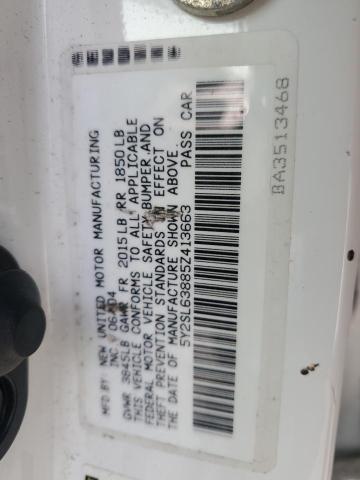 MFD BY NEW UNITED MOTOR MANUFACTURING
INC 06/04
GVWR 3845LB GAWR FR 2015LB RR 1850LB
THIS VEHICLE CONFORMS TO ALL APPLICABLE
FEDERAL MOTOR VEHICLE SAFETY BUMPER AND
THEFT PREVENTION STANDARDS IN EFFECT ON
THE DATE OF MANUFACTURE SHOWN ABOVE
5Y2SL63885Z413663 PASS CAR
BA3513468